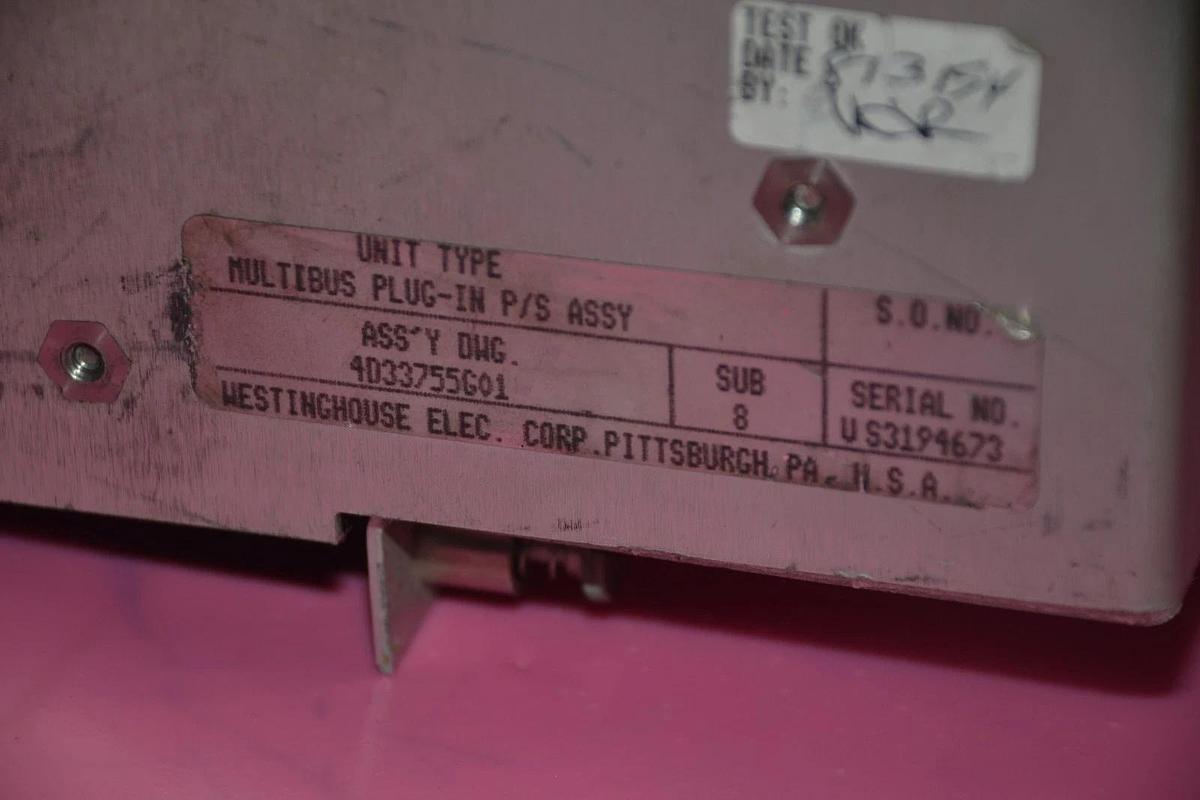 TEST OK
DATE
BY:
UNIT TYPE
MULTIBUS PLUG-IN P/S ASSY
S.O.NO.
ASS'Y DWG.
4D33755G01
SUB
8
SERIAL NO.
US3194673
WESTINGHOUSE ELEC. CORP.PITTSBURGH, PA. U.S.A.